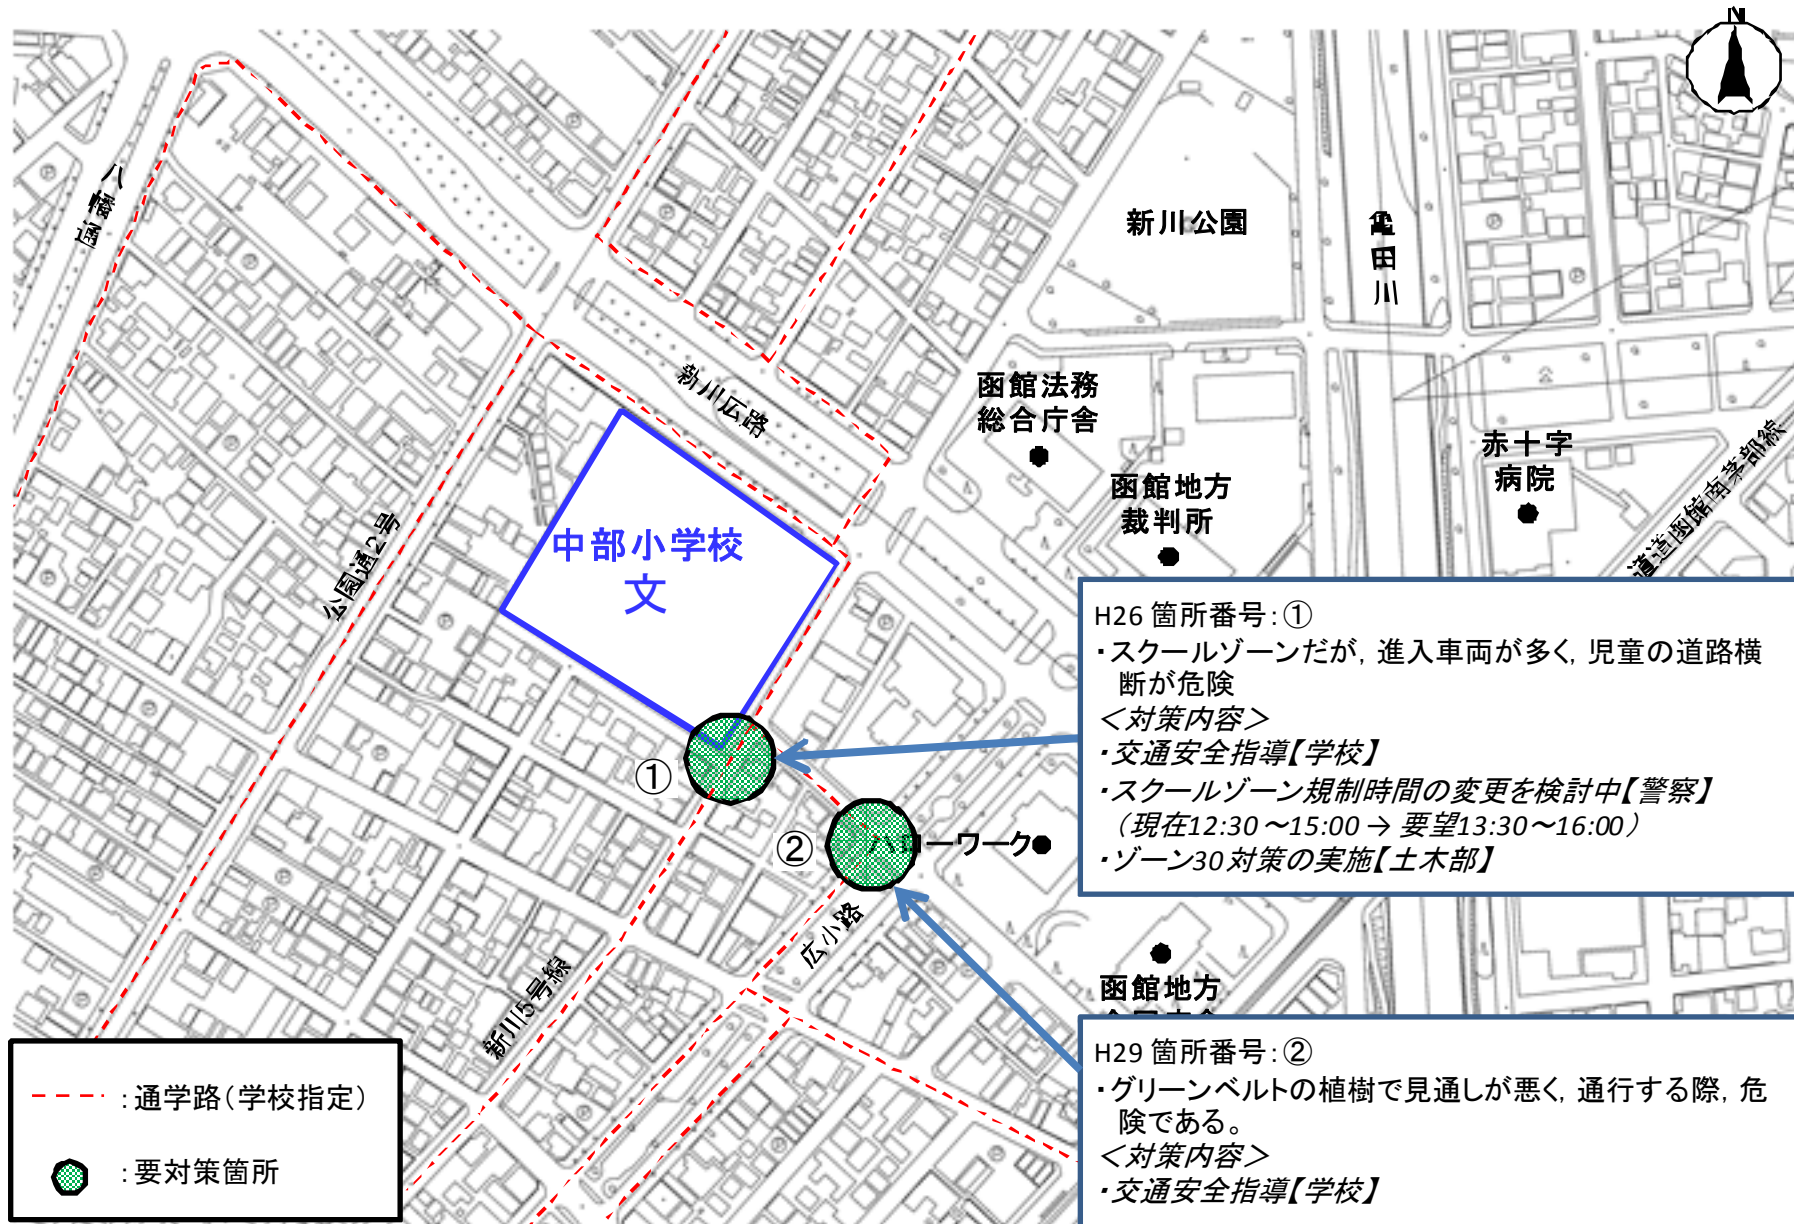 N
八幡通
新川公園
亀田川
新川広路
函館法務
総合庁舎
赤十字
病院
函館地方
裁判所
道道函館南茅部線
公園通2号
中部小学校
文
H26 箇所番号：①
・スクールゾーンだが，進入車両が多く，児童の道路横
断が危険
＜対策内容＞
・交通安全指導【学校】
・スクールゾーン規制時間の変更を検討中【警察】
（現在12:30～15:00 → 要望13:30～16:00）
・ゾーン30対策の実施【土木部】
①
②
ハローワーク
広小路
新川5号線
函館地方
H29 箇所番号：②
・グリーンベルトの植樹で見通しが悪く，通行する際，危
険である。
＜対策内容＞
・交通安全指導【学校】
：通学路（学校指定）
：要対策箇所